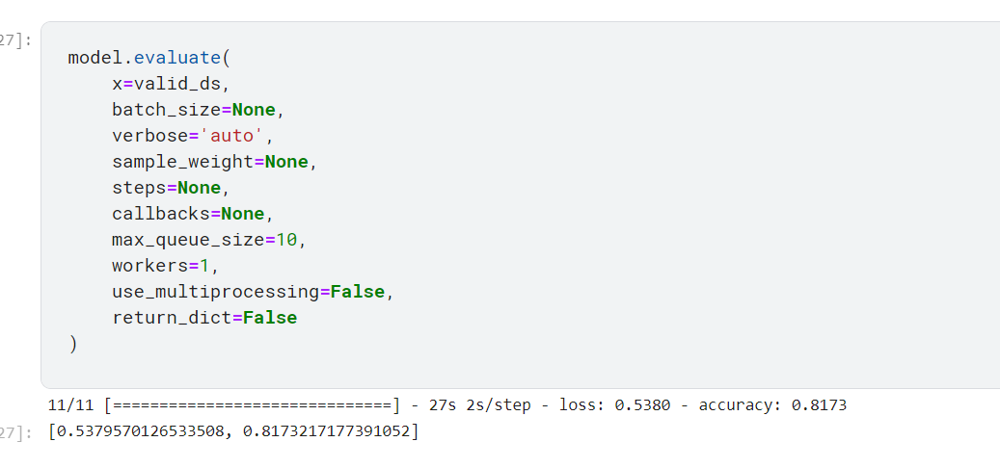 27]:
model.evaluate(
    x=valid_ds,
    batch_size=None,
    verbose='auto',
    sample_weight=None,
    steps=None,
    callbacks=None,
    max_queue_size=10,
    workers=1,
    use_multiprocessing=False,
    return_dict=False
)
11/11 [==============================] - 27s 2s/step - loss: 0.5380 - accuracy: 0.8173
27]: [0.5379570126533508, 0.8173217177391052]